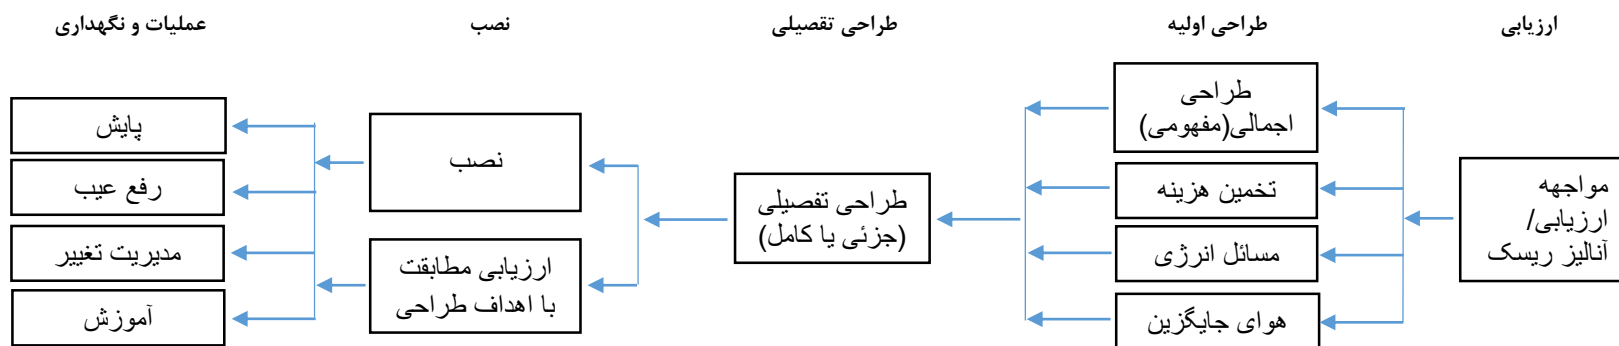 ارزیابی
طراحی اولیه
طراحی تفصیلی
نصب
عملیات و نگهداری
مواجهه
ارزیابی/
آنالیز ریسک
طراحی
اجمالی(مفهومی)
تخمین هزینه
مسائل انرژی
هوای جایگزین
طراحی تفصیلی
(جزئی یا کامل)
نصب
ارزیابی مطابقت
با اهداف طراحی
پایش
رفع عیب
مدیریت تغییر
آموزش